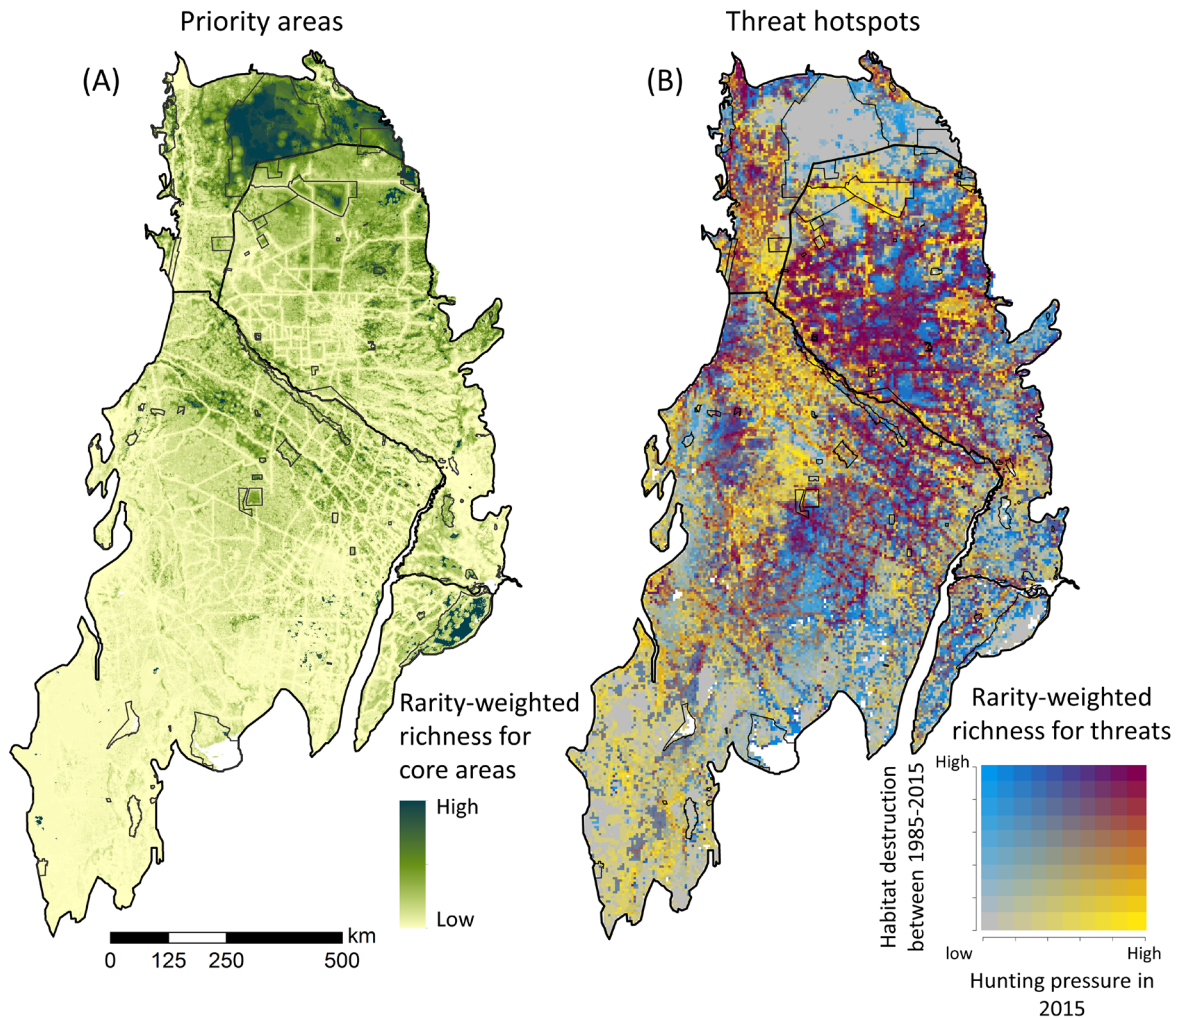 Priority areas
Threat hotspots
(A)
(B)
Rarity-weighted
richness for
core areas
High
Low
km
0 125 250 500
Rarity-weighted
richness for threats
High
Habitat destruction
between 1985-2015
low
High
Hunting pressure in
2015